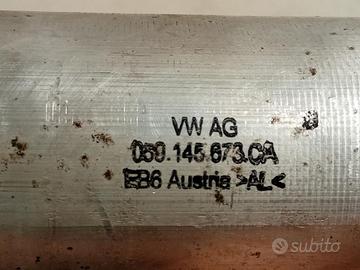 VW AG
059.145.673.CA
EB6 Austria >AL<
subito